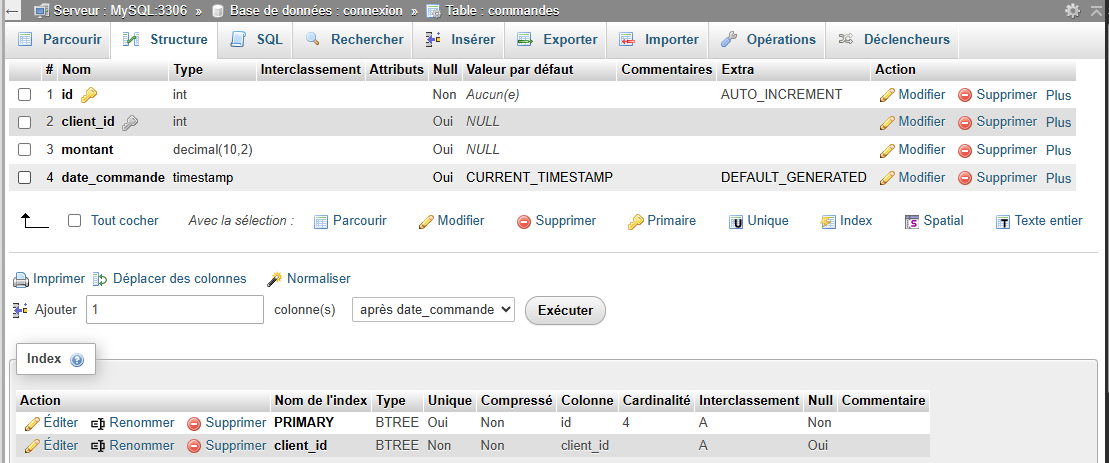 Serveur : MySQL:3306 » Base de données : connexion » Table : commandes
Parcourir Structure SQL Rechercher Insérer Exporter Importer Opérations Déclencheurs
# Nom Type Interclassement Attributs Null Valeur par défaut Commentaires Extra Action
1 id int Non Aucun(e) AUTO_INCREMENT Modifier Supprimer Plus
2 client_id int Oui NULL Modifier Supprimer Plus
3 montant decimal(10,2) Oui NULL Modifier Supprimer Plus
4 date_commande timestamp Oui CURRENT_TIMESTAMP DEFAULT_GENERATED Modifier Supprimer Plus
Tout cocher Avec la sélection : Parcourir Modifier Supprimer Primaire Unique Index Spatial Texte entier
Imprimer Déplacer des colonnes Normaliser
Ajouter 1 colonne(s) après date_commande Exécuter
Index
Action Nom de l'index Type Unique Compressé Colonne Cardinalité Interclassement Null Commentaire
Éditer Renommer Supprimer PRIMARY BTREE Oui Non id 4 A Non
Éditer Renommer Supprimer client_id BTREE Non Non client_id A Oui